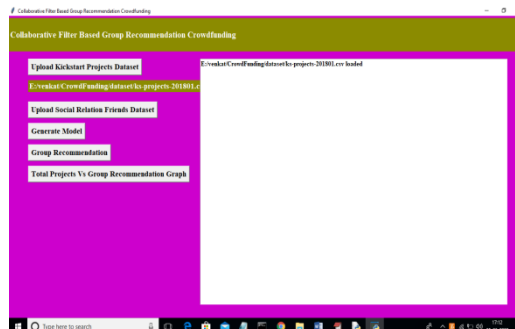 Collaborative Filter Based Group Recommendation Crowdfunding
Collaborative Filter Based Group Recommendation Crowdfunding
Upload Kickstart Projects Dataset
E:/venkat/CrowdFunding/dataset/ks-projects-201801.c
Upload Social Relation Friends Dataset
Generate Model
Group Recommendation
Total Projects Vs Group Recommendation Graph
E:/venkat/CrowdFunding/dataset/ks-projects-201801.csv loaded
Type here to search
17:12